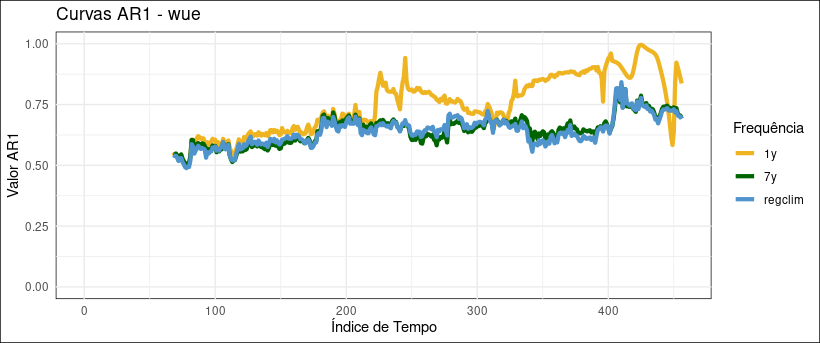 Curvas AR1 - wue
1.00
0.75
0.50
0.25
0.00
Valor AR1
0
100
200
300
400
Índice de Tempo
Frequência
1y
7y
regclim